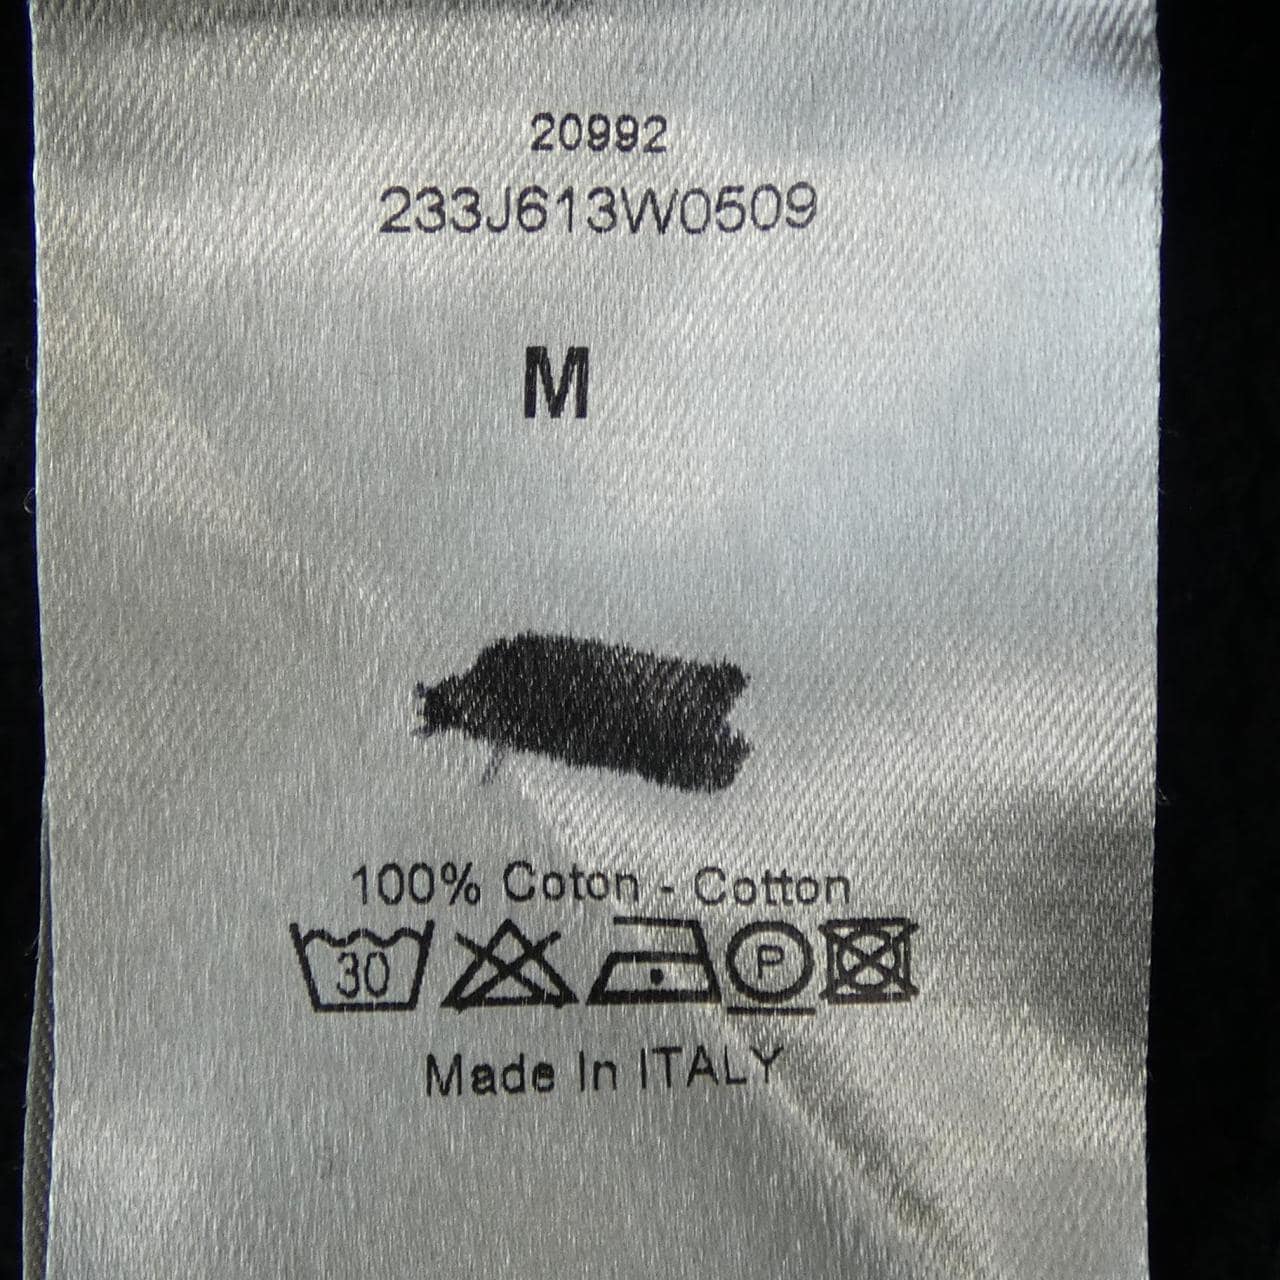 20992
233J613W0509
M
100% Coton - Cotton
30 P
Made In ITALY